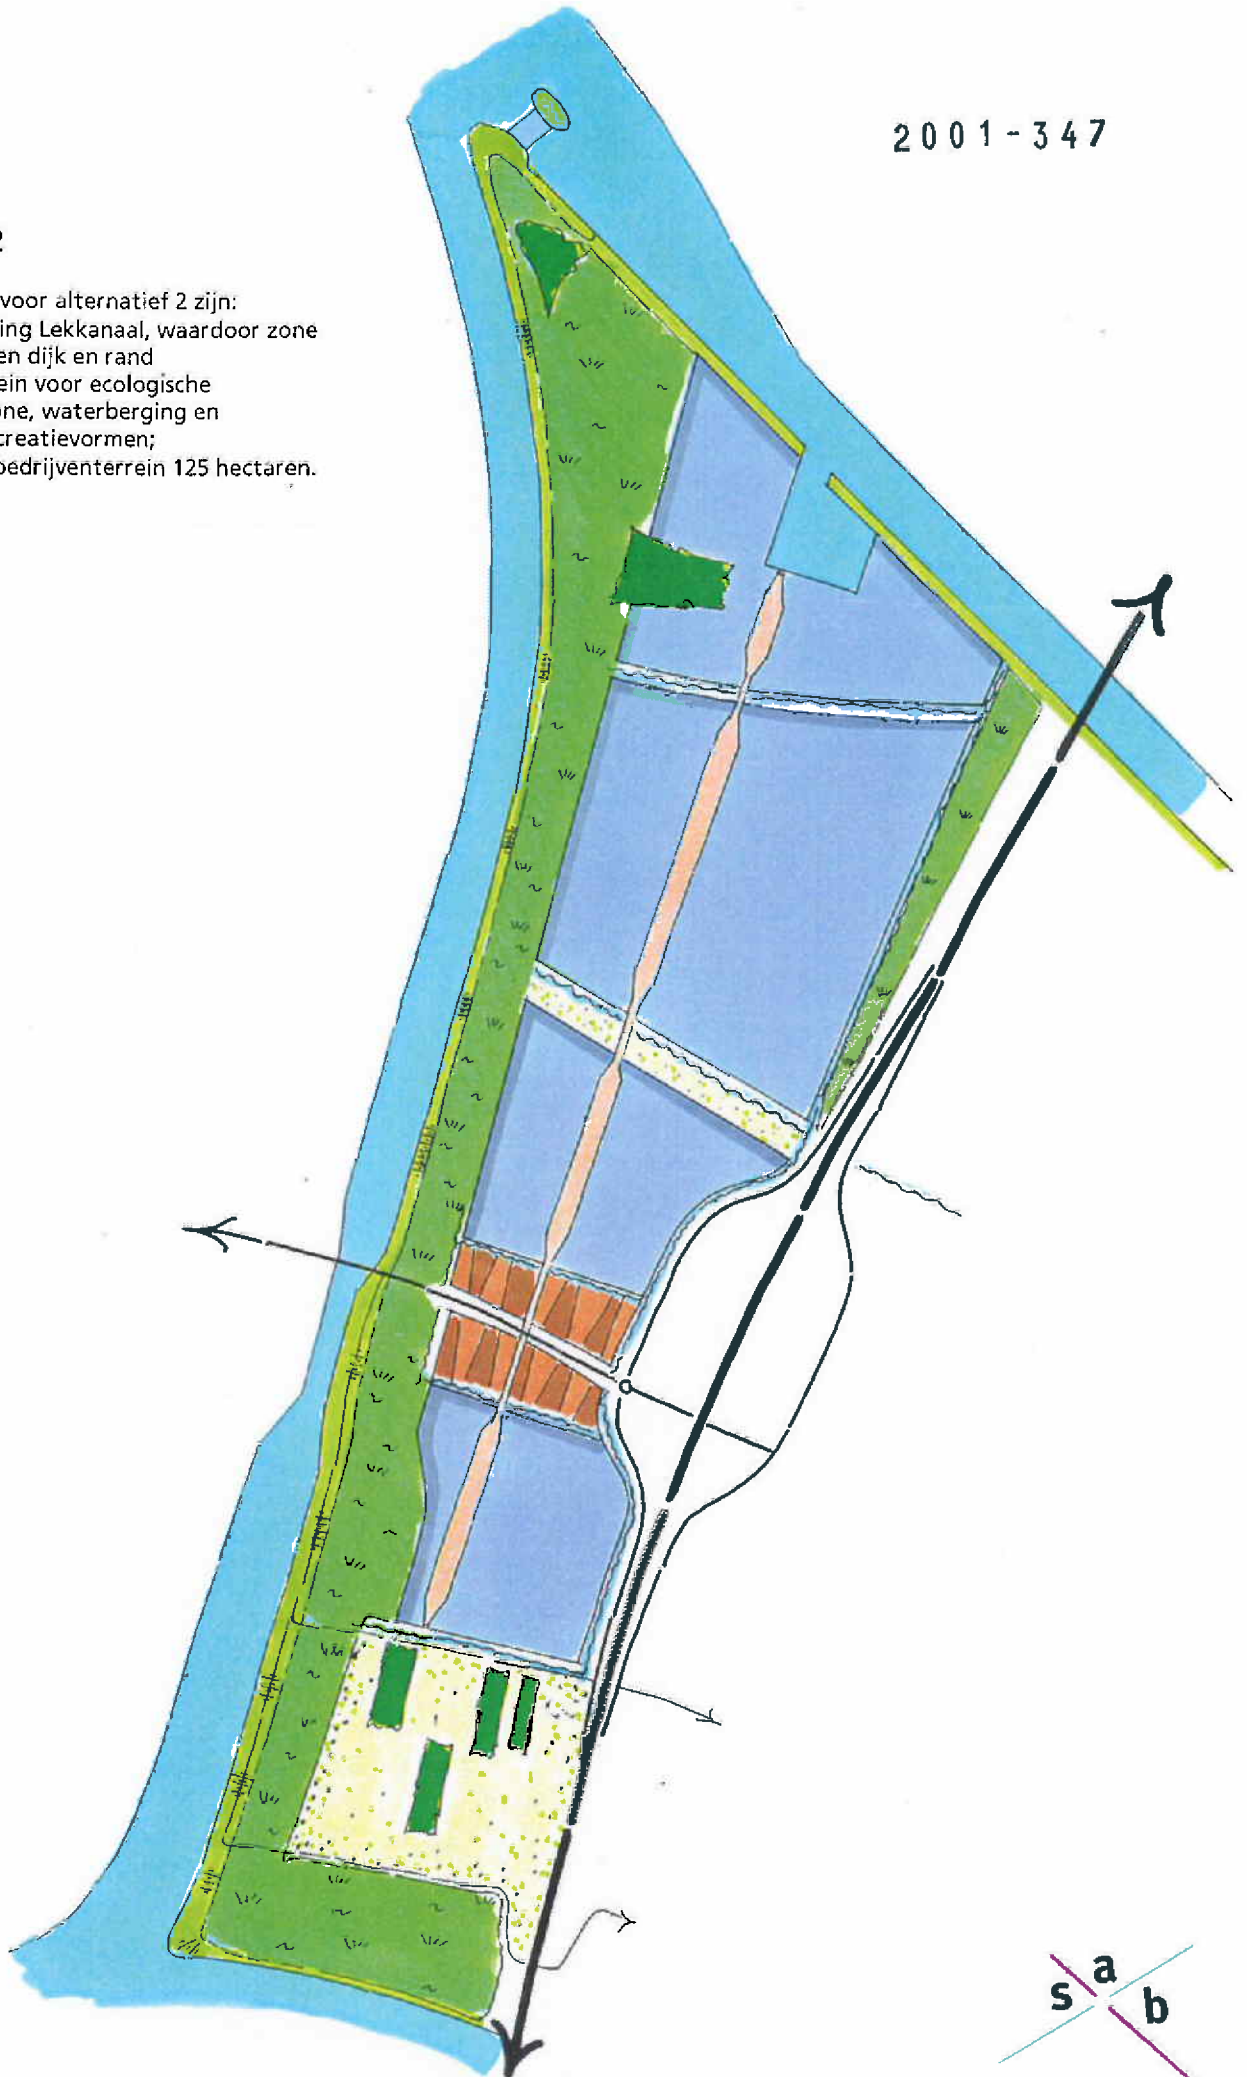 2001-347
2
voor alternatief 2 zijn:
ing Lekkanaal, waardoor zone
en dijk en rand
ein voor ecologische
ne, waterberging en
creatievormen;
bedrijventerrein 125 hectaren.
a
s b